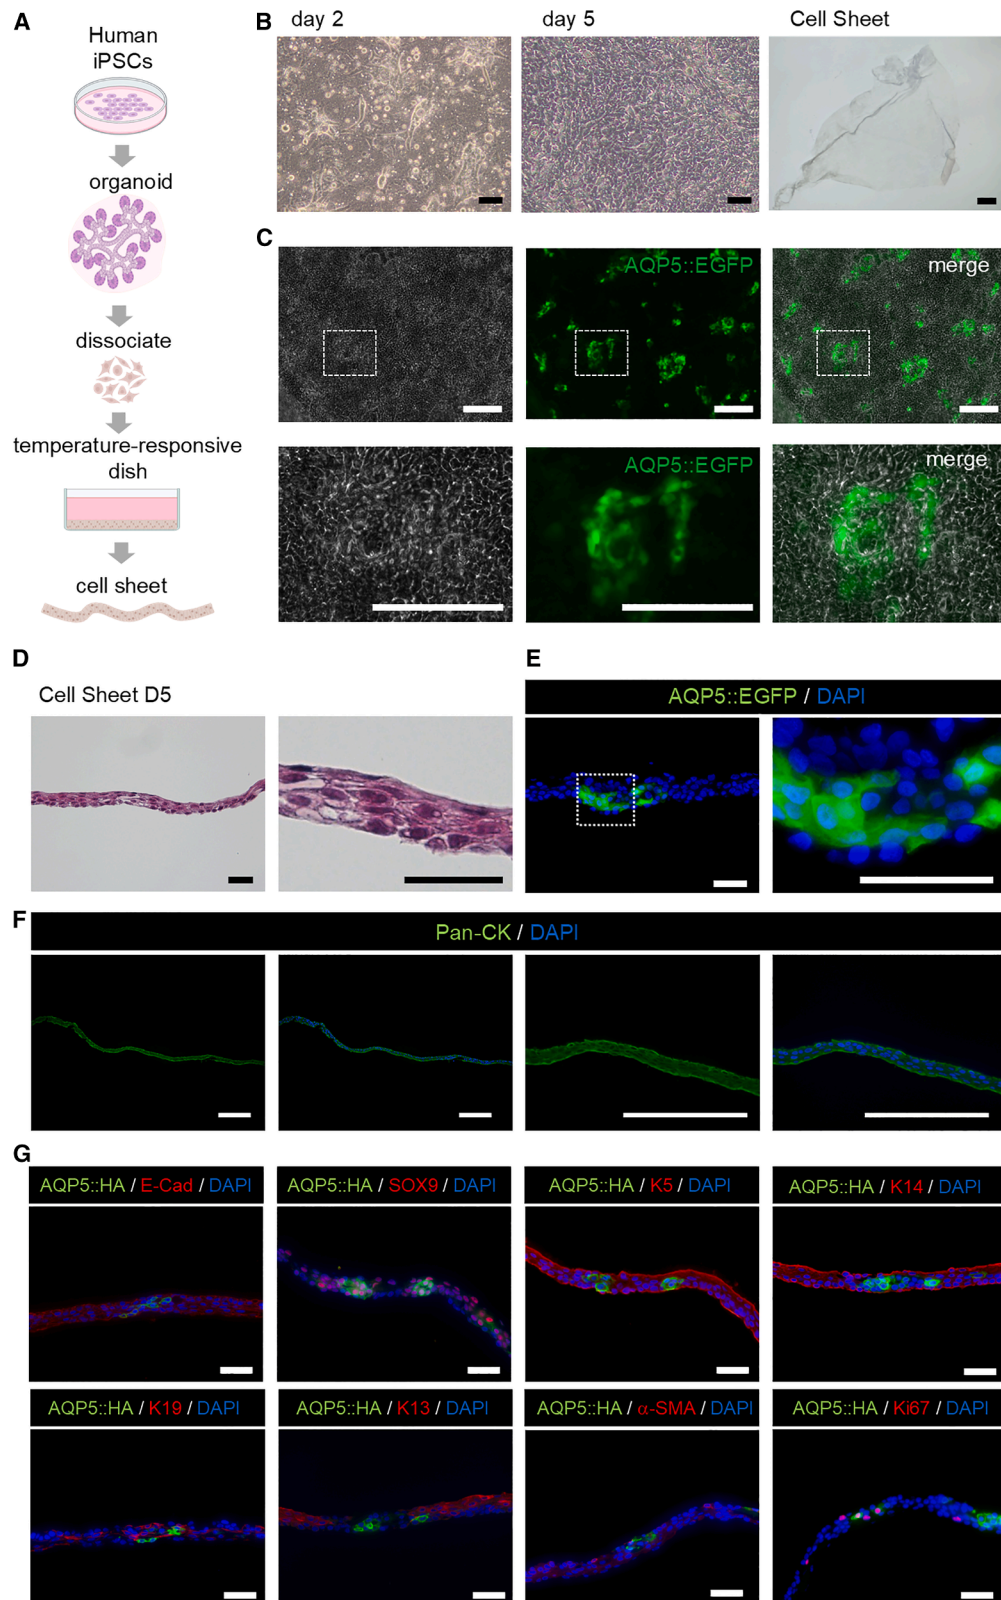 A
Human
iPSCs
organoid
dissociate
temperature-responsive
dish
cell sheet
B
day 2
day 5
Cell Sheet
C
AQP5::EGFP
merge
AQP5::EGFP
merge
D
Cell Sheet D5
E
AQP5::EGFP / DAPI
F
Pan-CK / DAPI
G
AQP5::HA / E-Cad / DAPI
AQP5::HA / SOX9 / DAPI
AQP5::HA / K5 / DAPI
AQP5::HA / K14 / DAPI
AQP5::HA / K19 / DAPI
AQP5::HA / K13 / DAPI
AQP5::HA / α-SMA / DAPI
AQP5::HA / Ki67 / DAPI